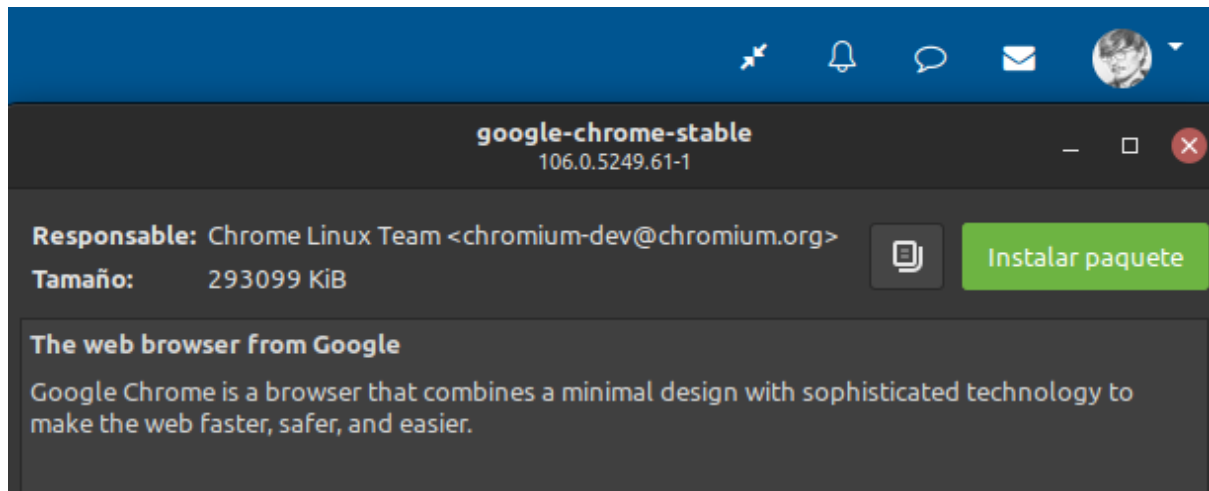 google-chrome-stable
106.0.5249.61-1
Responsable: Chrome Linux Team <chromium-dev@chromium.org>
Instalar paquete
Tamaño: 293099 KiB
The web browser from Google
Google Chrome is a browser that combines a minimal design with sophisticated technology to
make the web faster, safer, and easier.